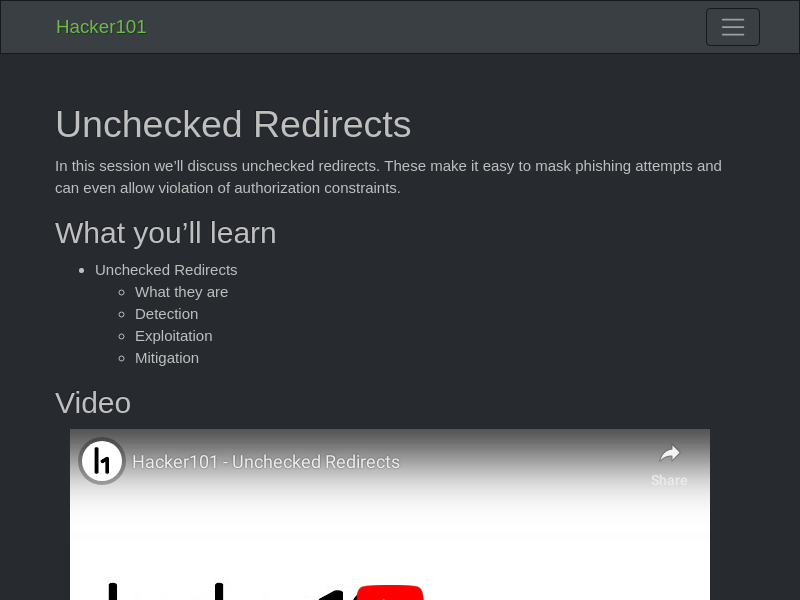 Hacker101
Unchecked Redirects
In this session we’ll discuss unchecked redirects. These make it easy to mask phishing attempts and
can even allow violation of authorization constraints.
What you’ll learn
Unchecked Redirects
What they are
Detection
Exploitation
Mitigation
Video
h1
Hacker101 - Unchecked Redirects
Share